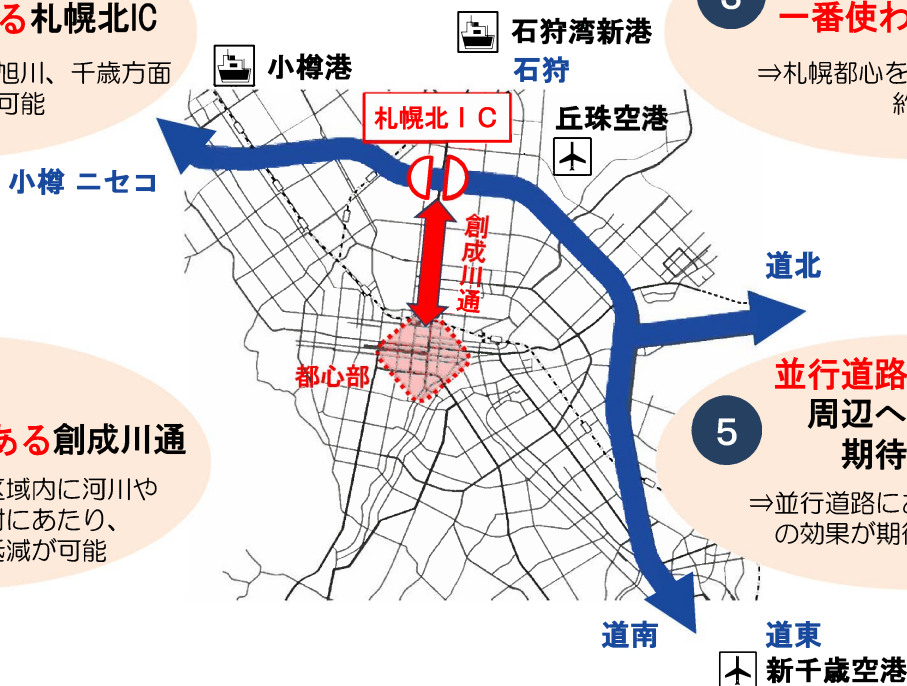 る札幌北IC
旭川、千歳方面
可能
小樽港
石狩湾新港
石狩
一番使わ
⇒札幌都心を
札幌北IC
丘珠空港
小樽 ニセコ
創成川通
道北
都心部
ある創成川通
区域内に河川や
討にあたり、
低減が可能
5
並行道路
周辺へ
期待
⇒並行道路にあ
の効果が期待
道南
道東
新千歳空港